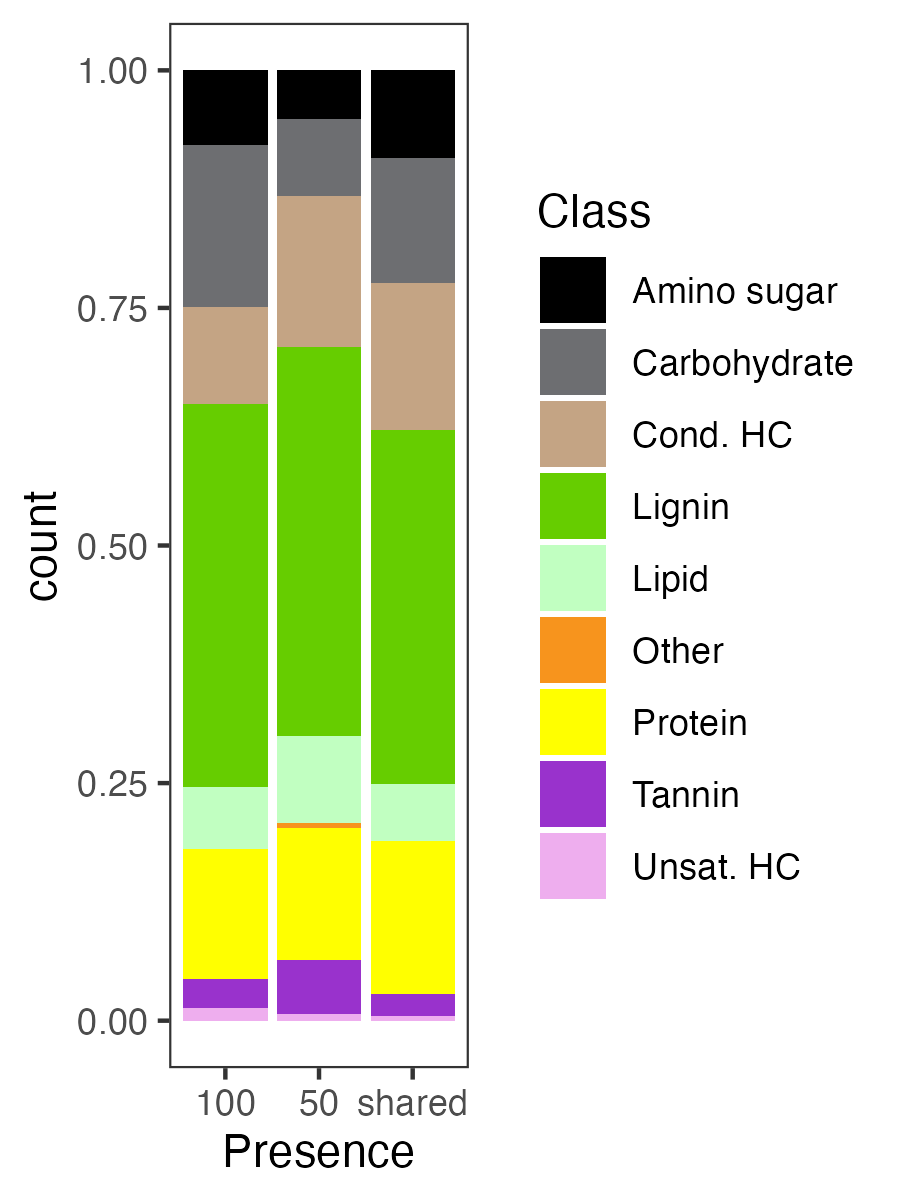 1.00
0.75
0.50
0.25
0.00
count
100 50 shared
Presence
Class
Amino sugar
Carbohydrate
Cond. HC
Lignin
Lipid
Other
Protein
Tannin
Unsat. HC